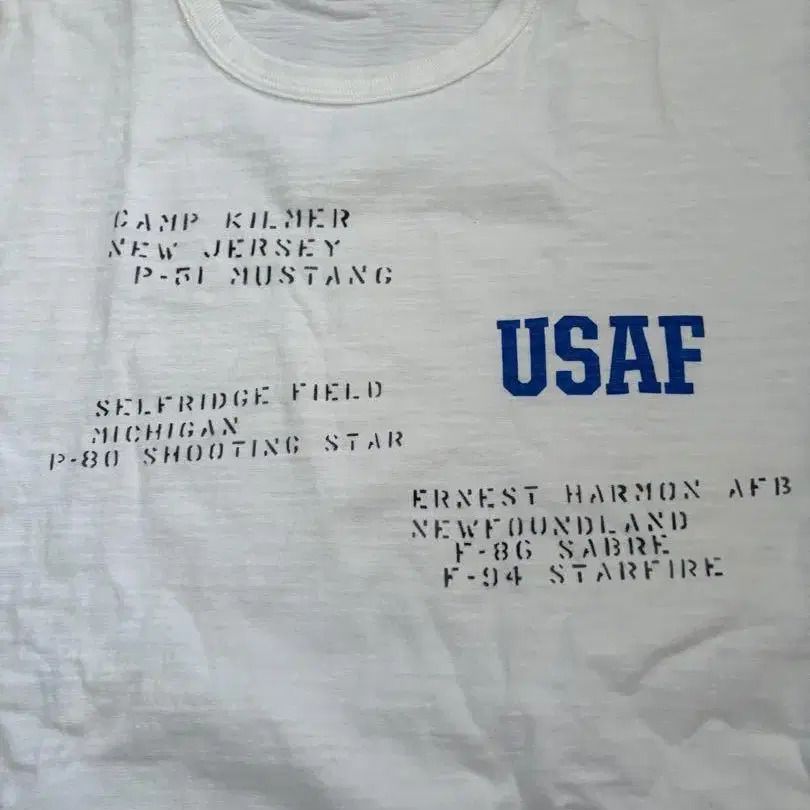 CAMP KILMER
NEW JERSEY
P-51 MUSTANG
USAF
SELFRIDGE FIELD
MICHIGAN
P-80 SHOOTING STAR
ERNEST HARMON AFB
NEWFOUNDLAND
F-86 SABRE
F-94 STARFIRE